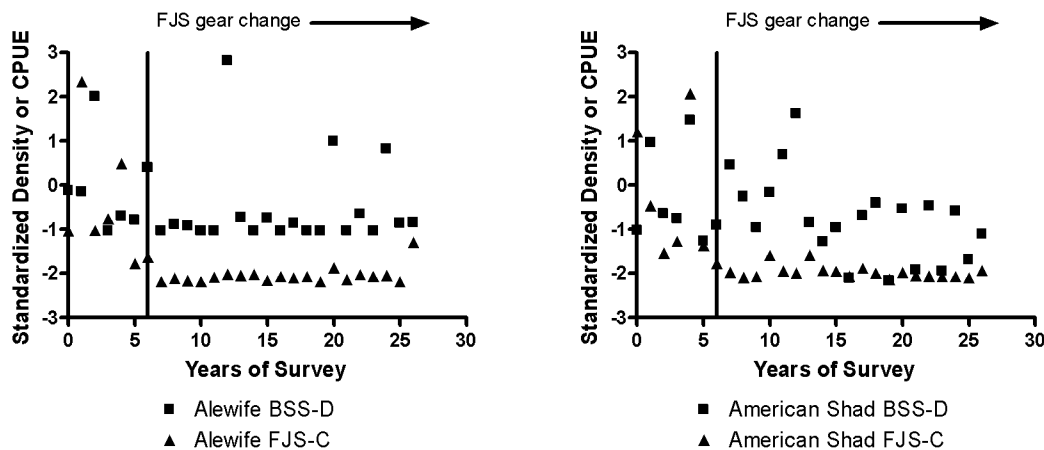 FJS gear change
Standardized Density or CPUE
3
2
1
0
-1
-2
-3
0 5 10 15 20 25 30
Years of Survey
Alewife BSS-D
Alewife FJS-C
FJS gear change
Standardized Density or CPUE
3
2
1
0
-1
-2
-3
0 5 10 15 20 25 30
Years of Survey
American Shad BSS-D
American Shad FJS-C